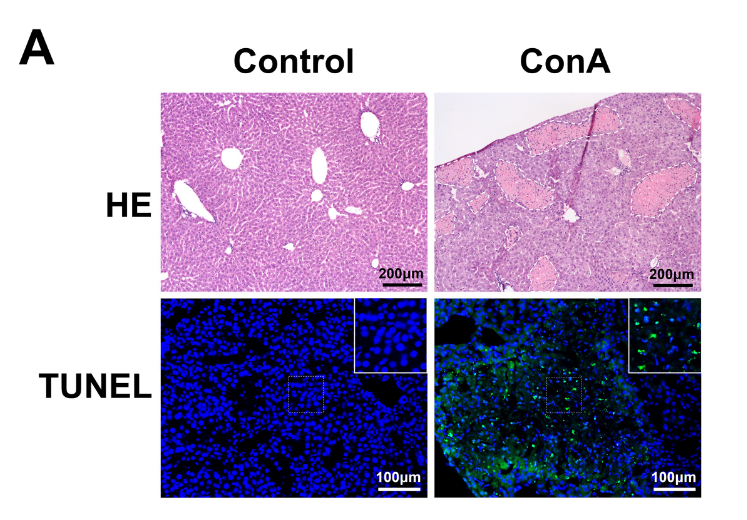 A
Control
ConA
HE
200μm
200μm
TUNEL
100μm
100μm